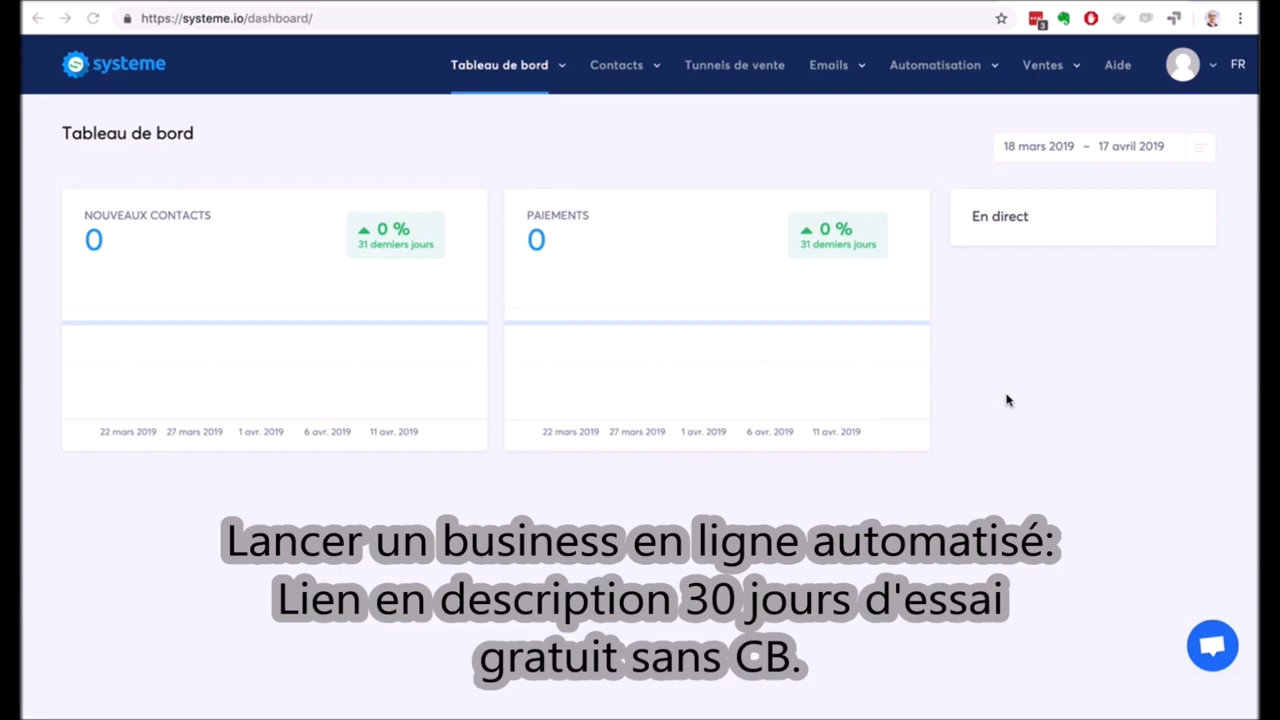 https://systeme.io/dashboard/
3
systeme
Tableau de bord
Contacts
Tunnels de vente
Emails
Automatisation
Ventes
Aide
FR
Tableau de bord
18 mars 2019 – 17 avril 2019
NOUVEAUX CONTACTS
0
0 %
31 derniers jours
PAIEMENTS
0
0 %
31 derniers jours
En direct
22 mars 2019 27 mars 2019 1 avr. 2019 6 avr. 2019 11 avr. 2019
22 mars 2019 27 mars 2019 1 avr. 2019 6 avr. 2019 11 avr. 2019
Lancer un business en ligne automatisé:
Lien en description 30 jours d'essai
gratuit sans CB.